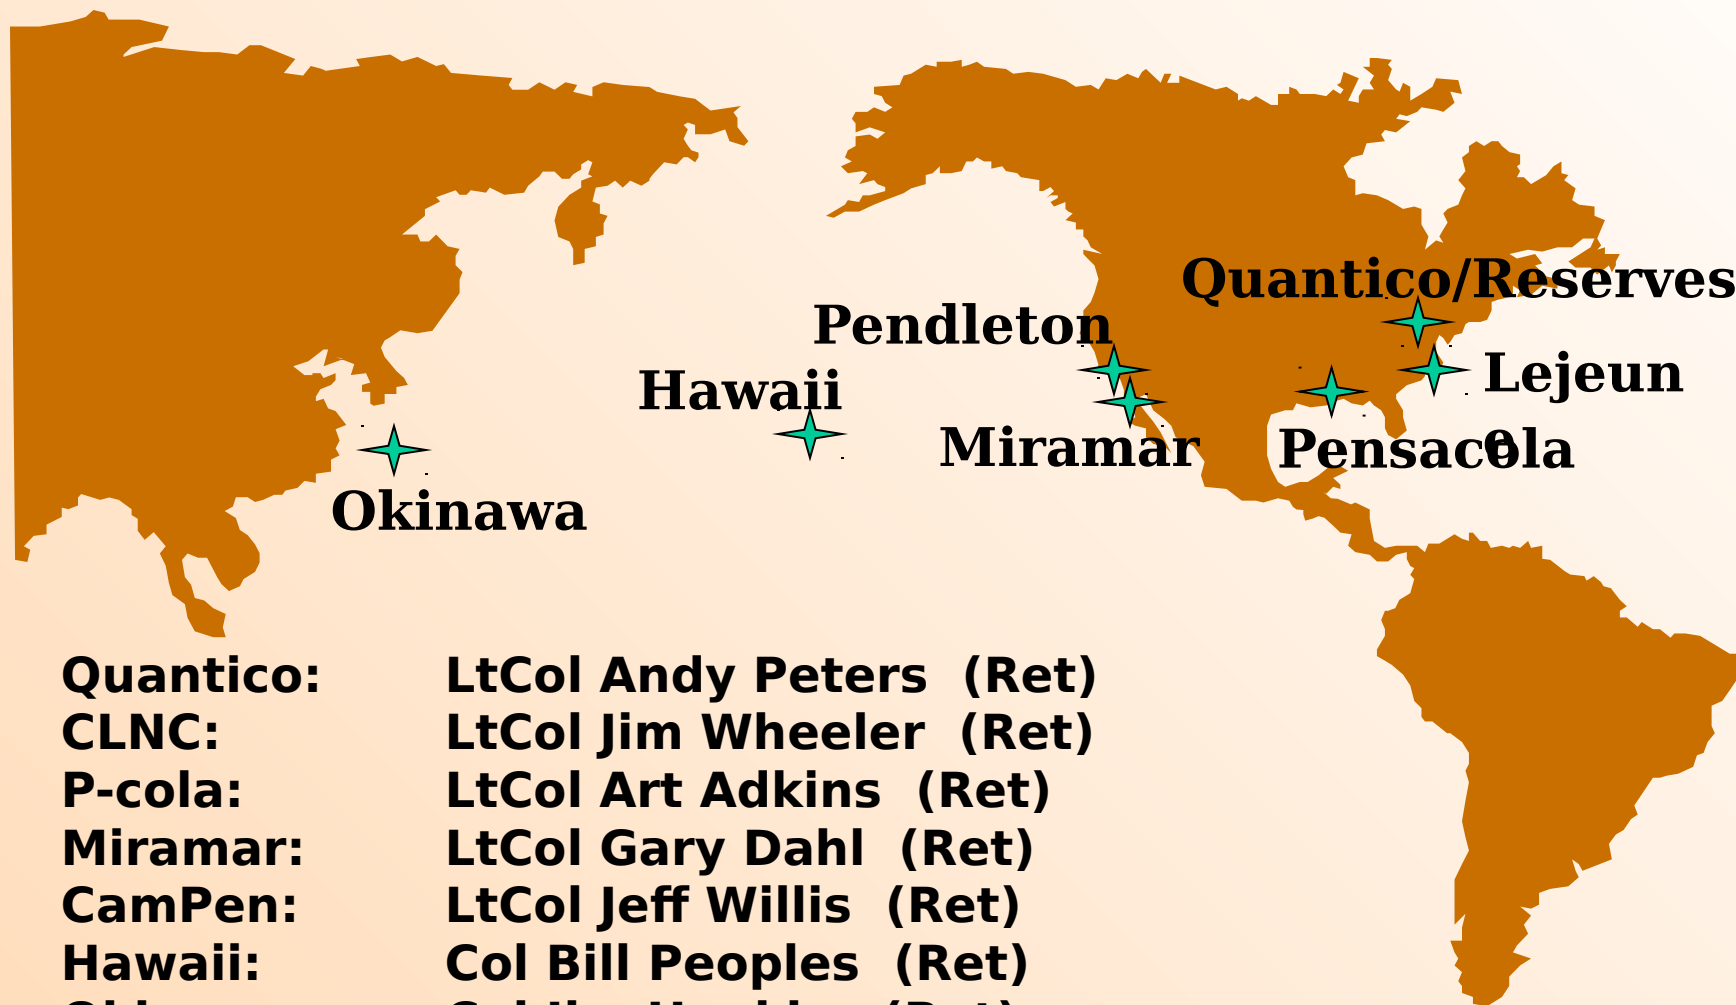 Quantico/Reserves
Pendleton
Lejeun
e
Hawaii
Miramar
Pensacola
Okinawa
Quantico: LtCol Andy Peters (Ret)
CLNC: LtCol Jim Wheeler (Ret)
P-cola: LtCol Art Adkins (Ret)
Miramar: LtCol Gary Dahl (Ret)
CamPen: LtCol Jeff Willis (Ret)
Hawaii: Col Bill Peoples (Ret)